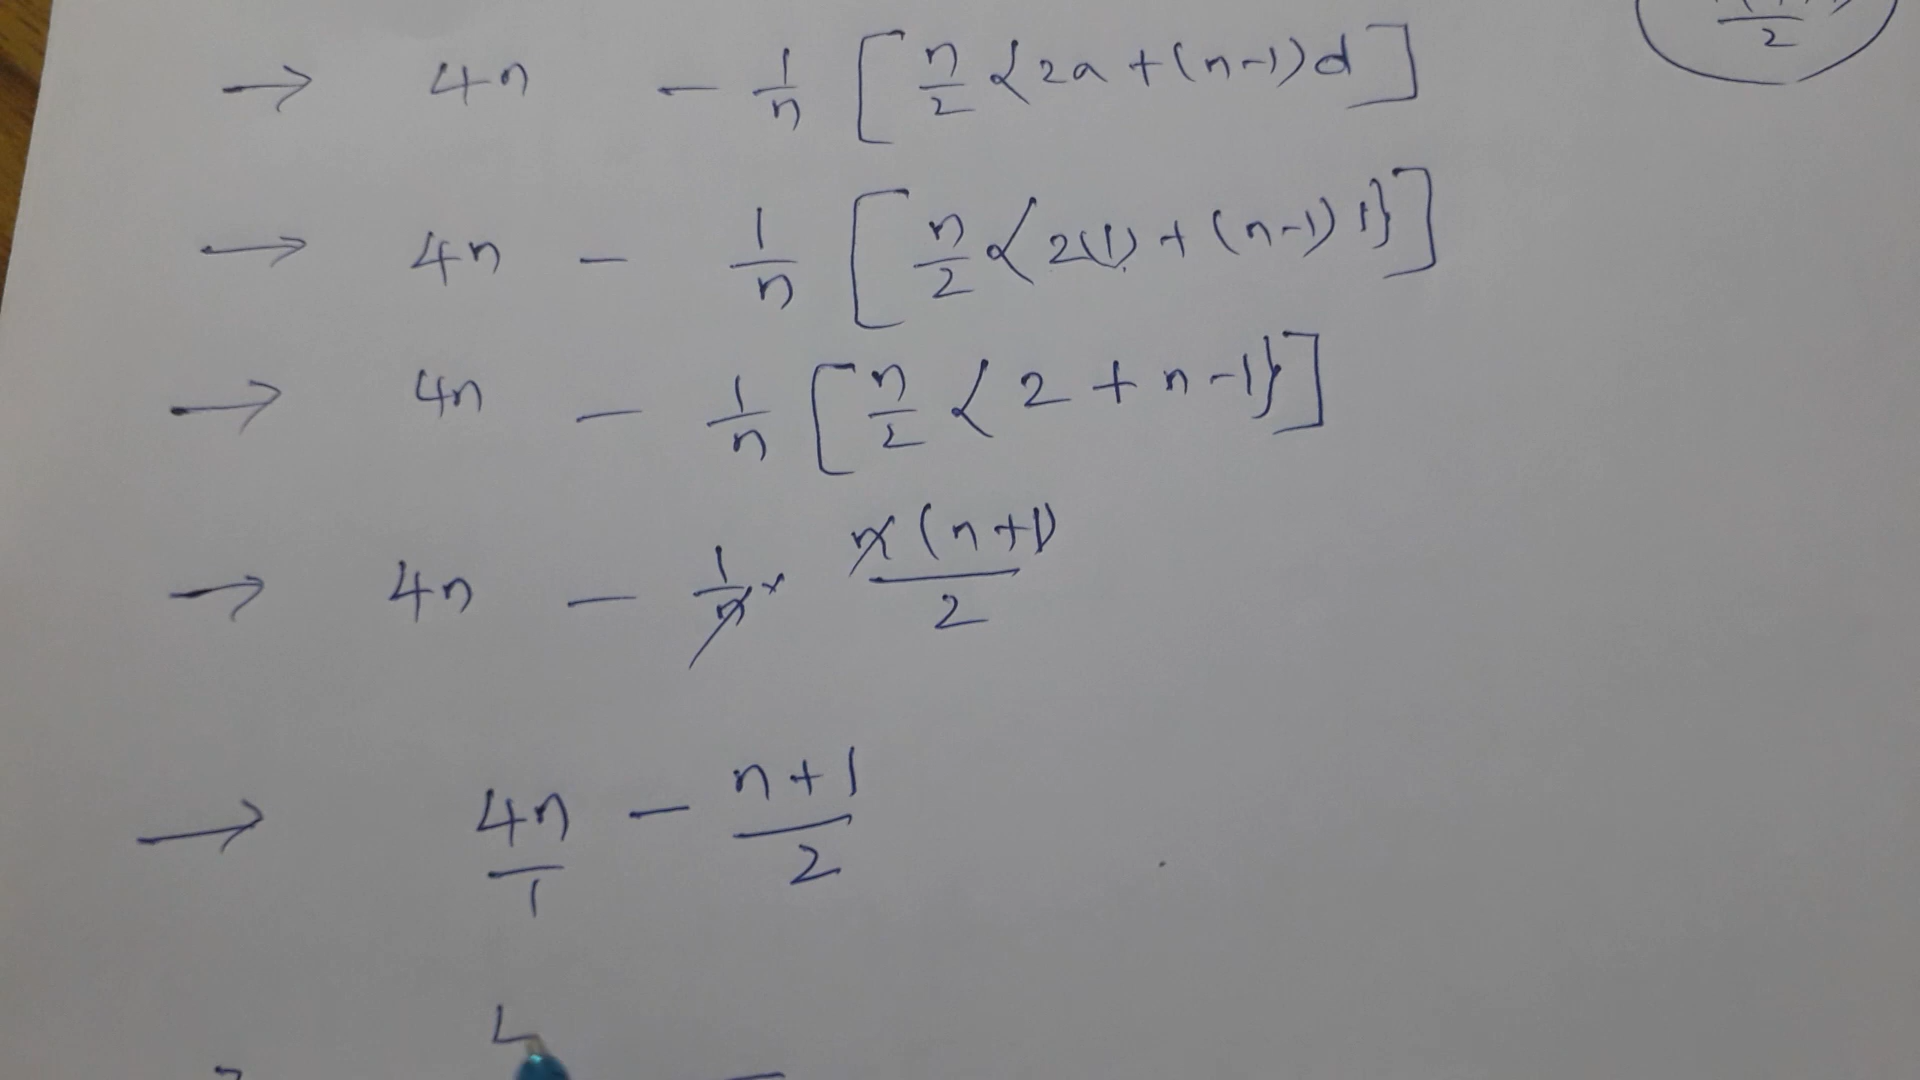 → 4n - 1/n [ n/2 {2a + (n-1)d ]
2
→ 4n - 1/n [ n/2 {2(1) + (n-1) 1} ]
→ 4n - 1/n [ n/2 {2 + n-1} ]
→ 4n - 1/n × n(n+1)/2
→ 4n/1 - n+1/2